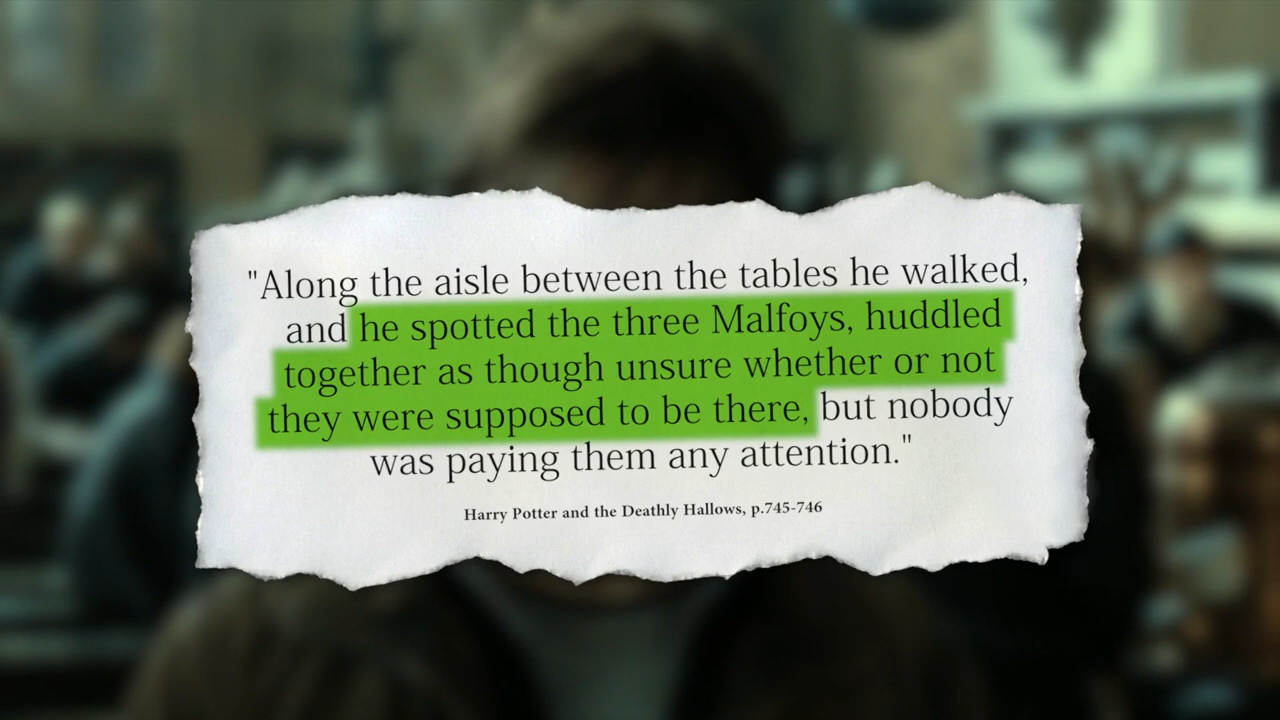 "Along the aisle between the tables he walked,
and he spotted the three Malfoys, huddled
together as though unsure whether or not
they were supposed to be there, but nobody
was paying them any attention."
Harry Potter and the Deathly Hallows, p.745-746